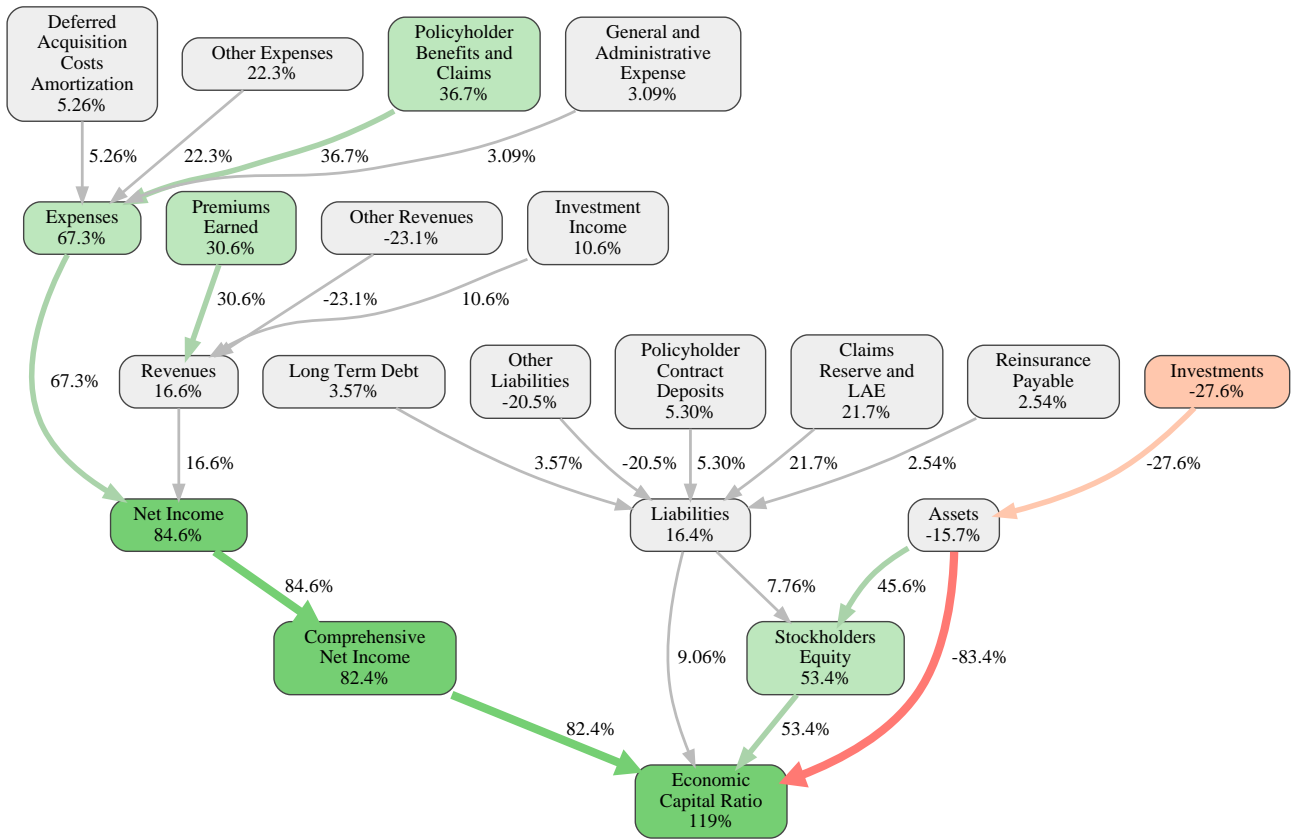 Deferred
Acquisition
Costs
Amortization
5.26%
Other Expenses
22.3%
Policyholder
Benefits and
Claims
36.7%
General and
Administrative
Expense
3.09%
5.26%
22.3%
36.7%
3.09%
Expenses
67.3%
Premiums
Earned
30.6%
Other Revenues
-23.1%
Investment
Income
10.6%
30.6%
-23.1%
10.6%
67.3%
Revenues
16.6%
Long Term Debt
3.57%
Other
Liabilities
-20.5%
Policyholder
Contract
Deposits
5.30%
Claims
Reserve and
LAE
21.7%
Reinsurance
Payable
2.54%
Investments
-27.6%
16.6%
3.57%
-20.5%
5.30%
21.7%
2.54%
-27.6%
Net Income
84.6%
Liabilities
16.4%
Assets
-15.7%
84.6%
7.76%
45.6%
Comprehensive
Net Income
82.4%
9.06%
Stockholders
Equity
53.4%
-83.4%
82.4%
53.4%
Economic
Capital Ratio
119%